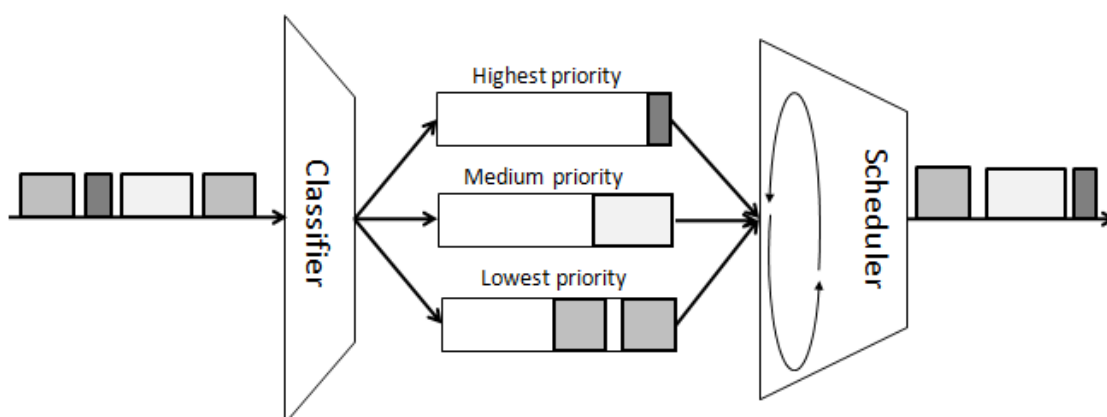 Highest priority
Classifier
Medium priority
Scheduler
Lowest priority